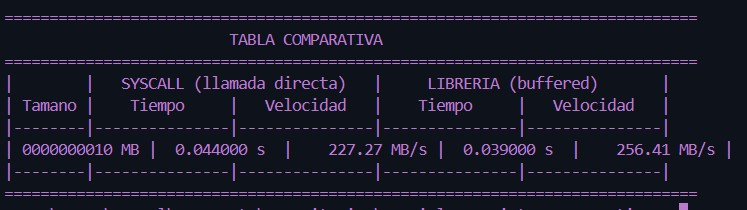 =============================================================================
TABLA COMPARATIVA
=============================================================================
|        |   SYSCALL (llamada directa)   |     LIBRERIA (buffered)       |
| Tamano |    Tiempo     |   Velocidad   |    Tiempo     |   Velocidad   |
|--------|---------------|---------------|---------------|---------------|
| 0000000010 MB |  0.044000 s  |    227.27 MB/s |  0.039000 s  |    256.41 MB/s |
|--------|---------------|---------------|---------------|---------------|
=============================================================================